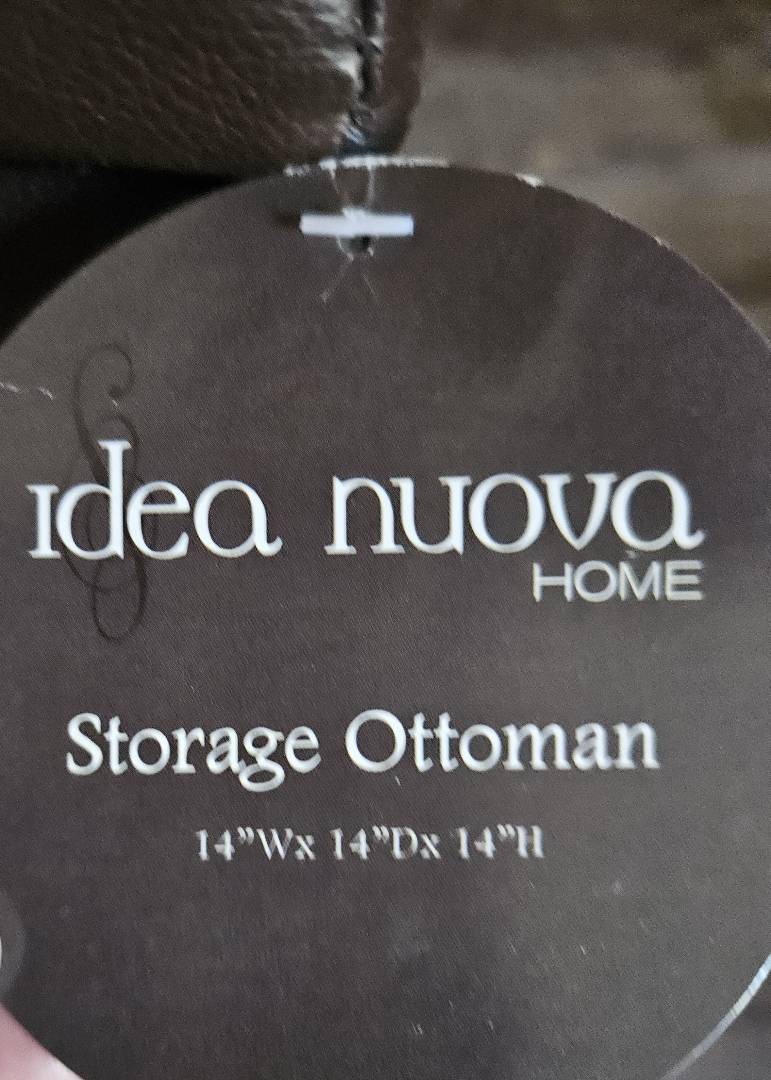 idea nuova
HOME
Storage Ottoman
14”Wx 14”Dx 14”H